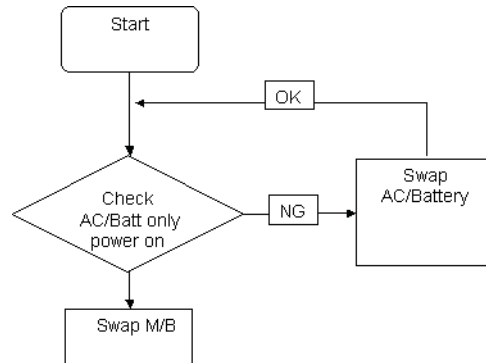 Start
OK
Swap
AC/Battery
Check
AC/Batt only
power on
NG
Swap M/B